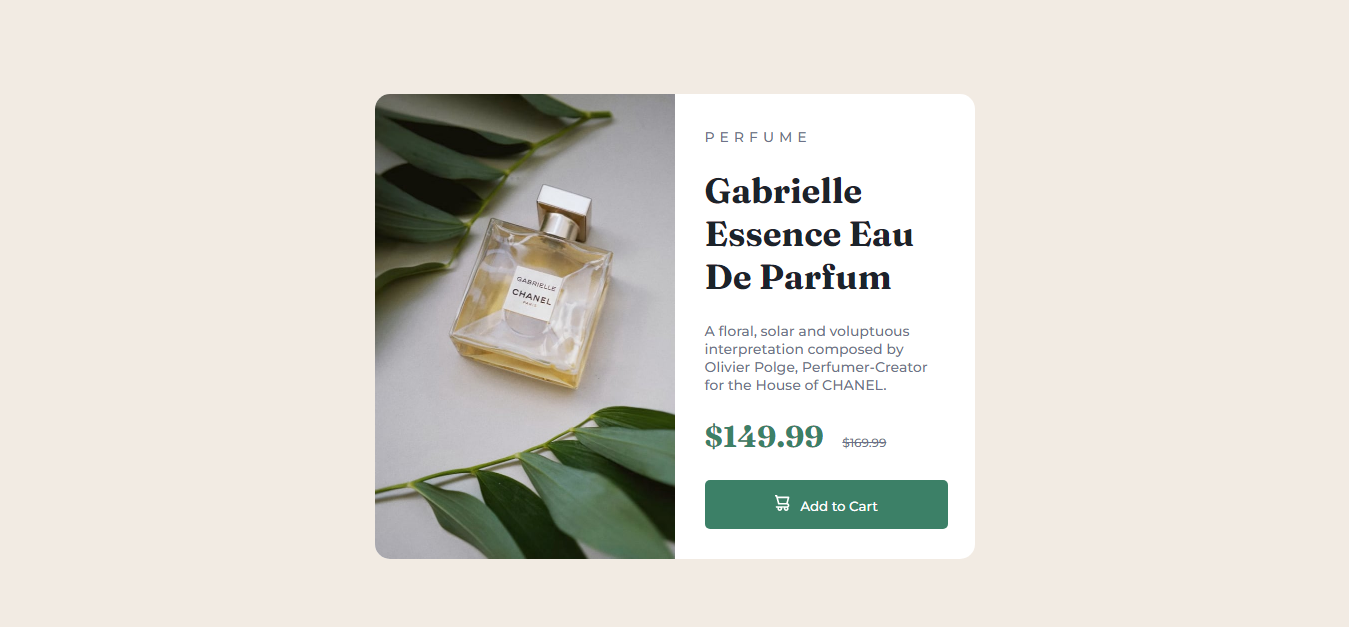 GABRIELLE
CHANEL
PARIS
PERFUME
Gabrielle
Essence Eau
De Parfum
A floral, solar and voluptuous
interpretation composed by
Olivier Polge, Perfumer-Creator
for the House of CHANEL.
$149.99 $169.99
Add to Cart